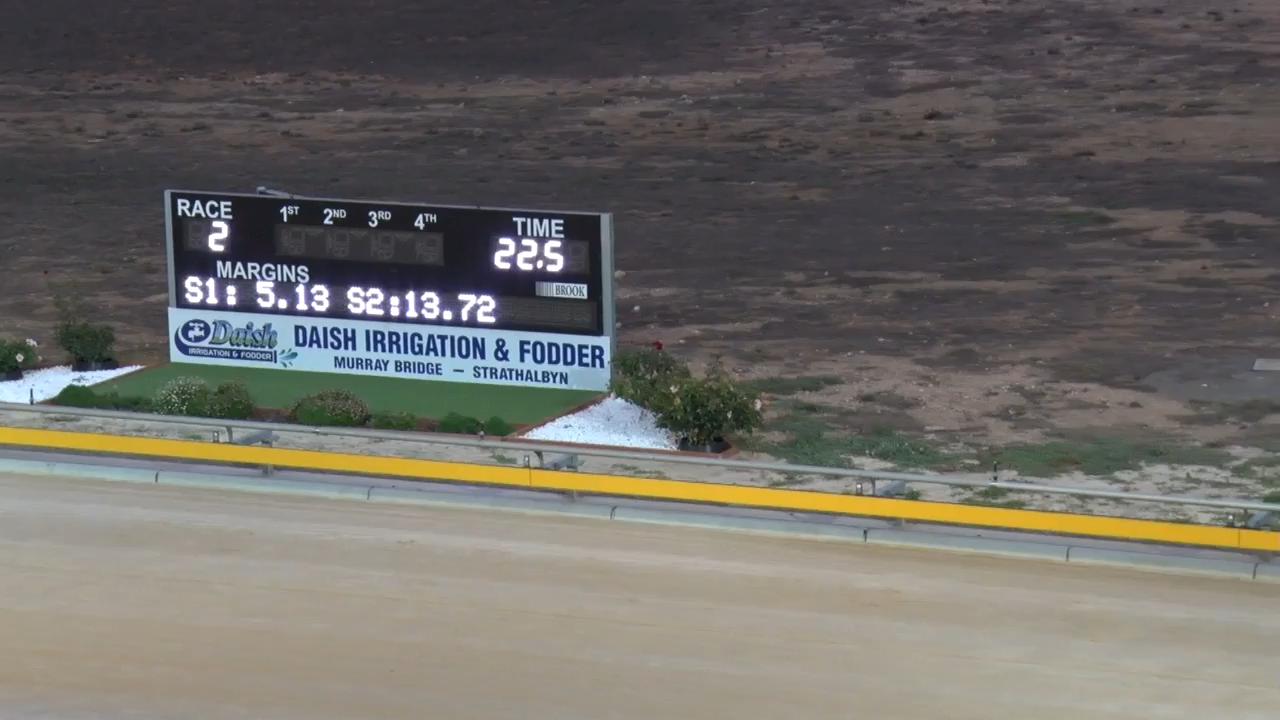 RACE 1ST 2ND 3RD 4TH TIME
2 22.5
MARGINS
BROOK
S1: 5.13 S2:13.72
Daish
IRRIGATION & FODDER
DAISH IRRIGATION & FODDER
MURRAY BRIDGE — STRATHALBYN